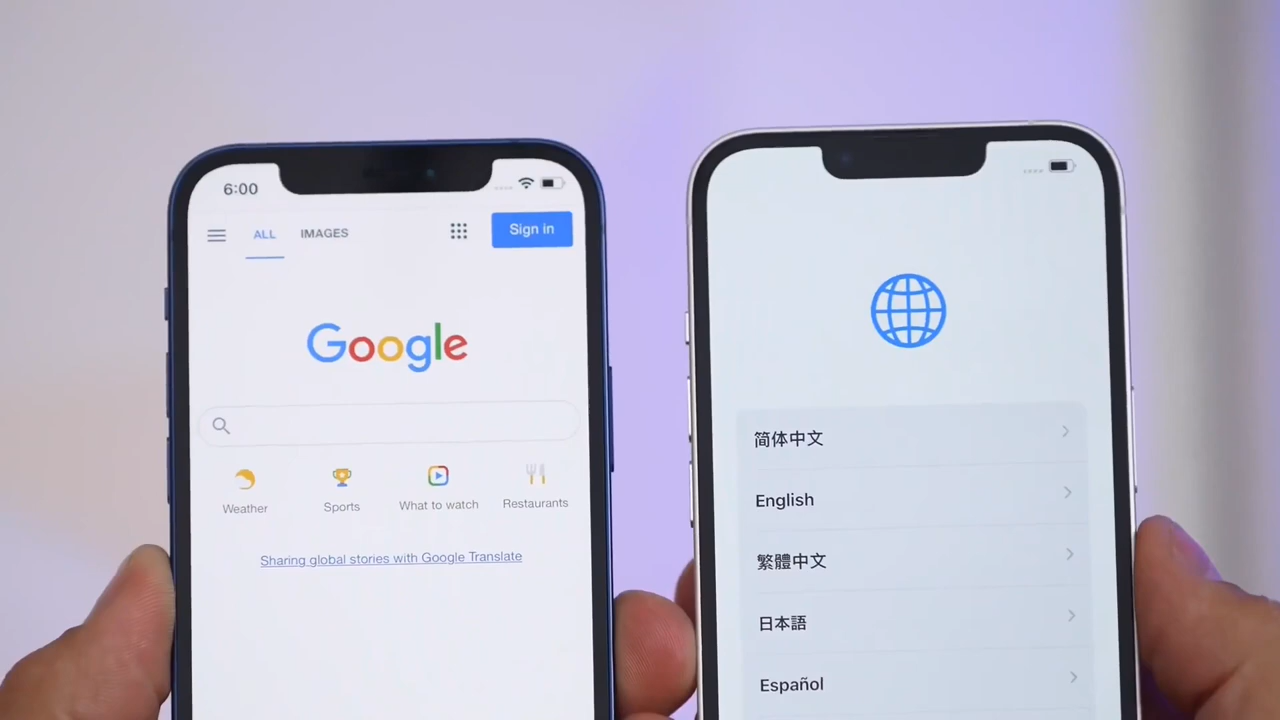 6:00
ALL IMAGES
Sign in
Google
Weather Sports What to watch Restaurants
Sharing global stories with Google Translate
简体中文
English
繁體中文
日本語
Español